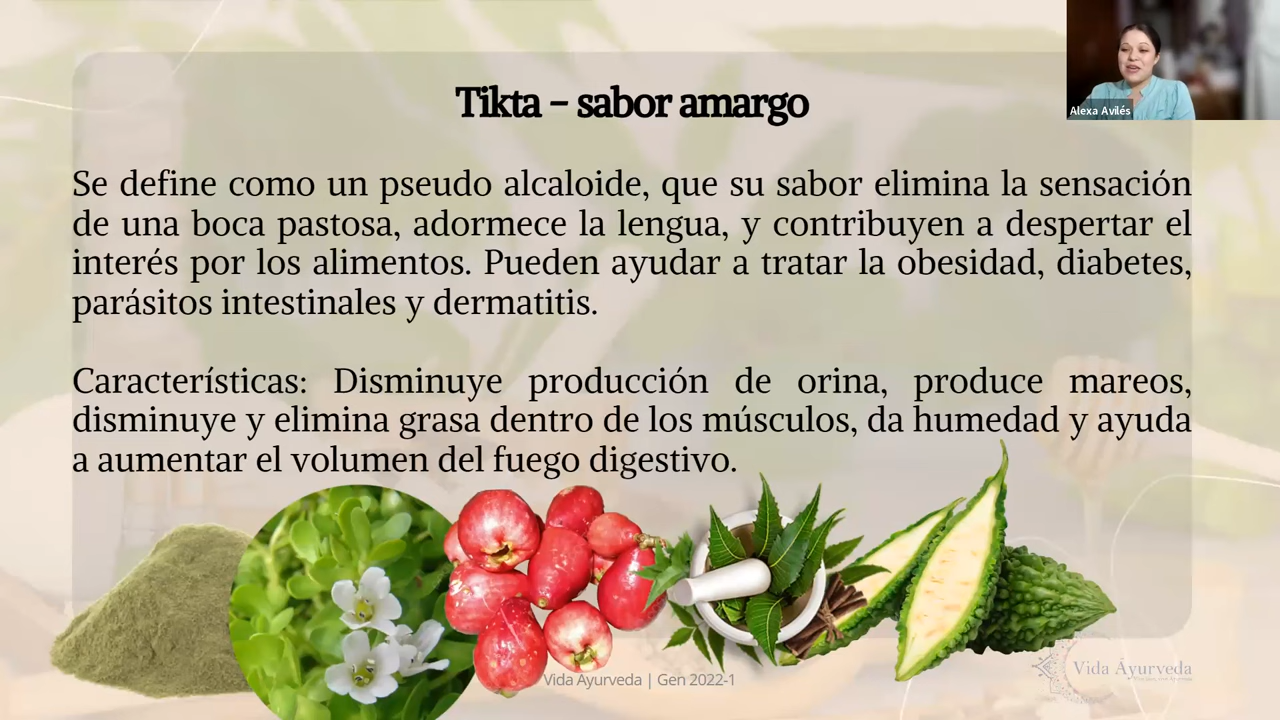 Tikta – sabor amargo
Alexa Avilés
Se define como un pseudo alcaloide, que su sabor elimina la sensación
de una boca pastosa, adormece la lengua, y contribuyen a despertar el
interés por los alimentos. Pueden ayudar a tratar la obesidad, diabetes,
parásitos intestinales y dermatitis.
Características: Disminuye producción de orina, produce mareos,
disminuye y elimina grasa dentro de los músculos, da humedad y ayuda
a aumentar el volumen del fuego digestivo.
Vida Ayurveda | Gen 2022-1
Vida Áyurveda